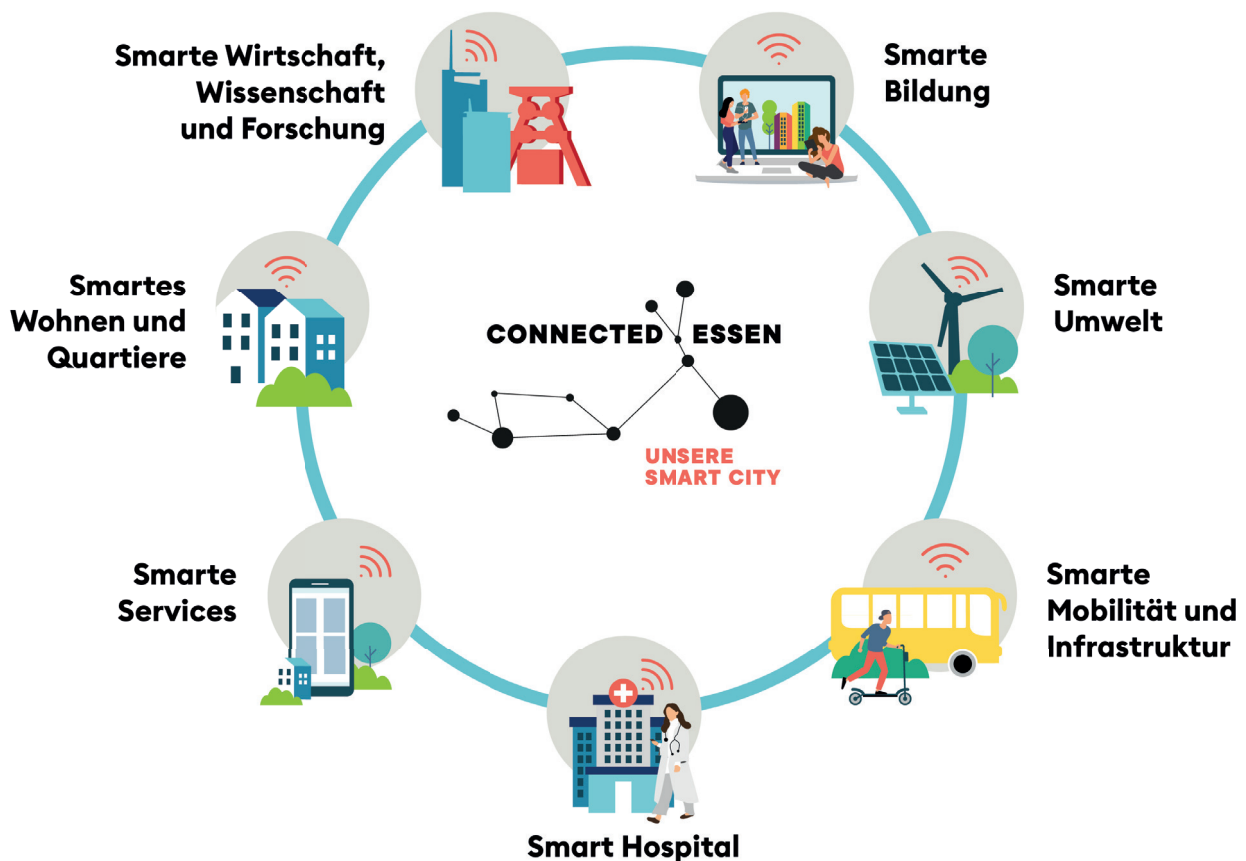 Smarte Wirtschaft,
Wissenschaft
und Forschung
Smarte
Bildung
Smartes
Wohnen und
Quartiere
CONNECTED ESSEN
UNSERE
SMART CITY
Smarte
Umwelt
Smarte
Services
Smarte
Mobilität und
Infrastruktur
Smart Hospital